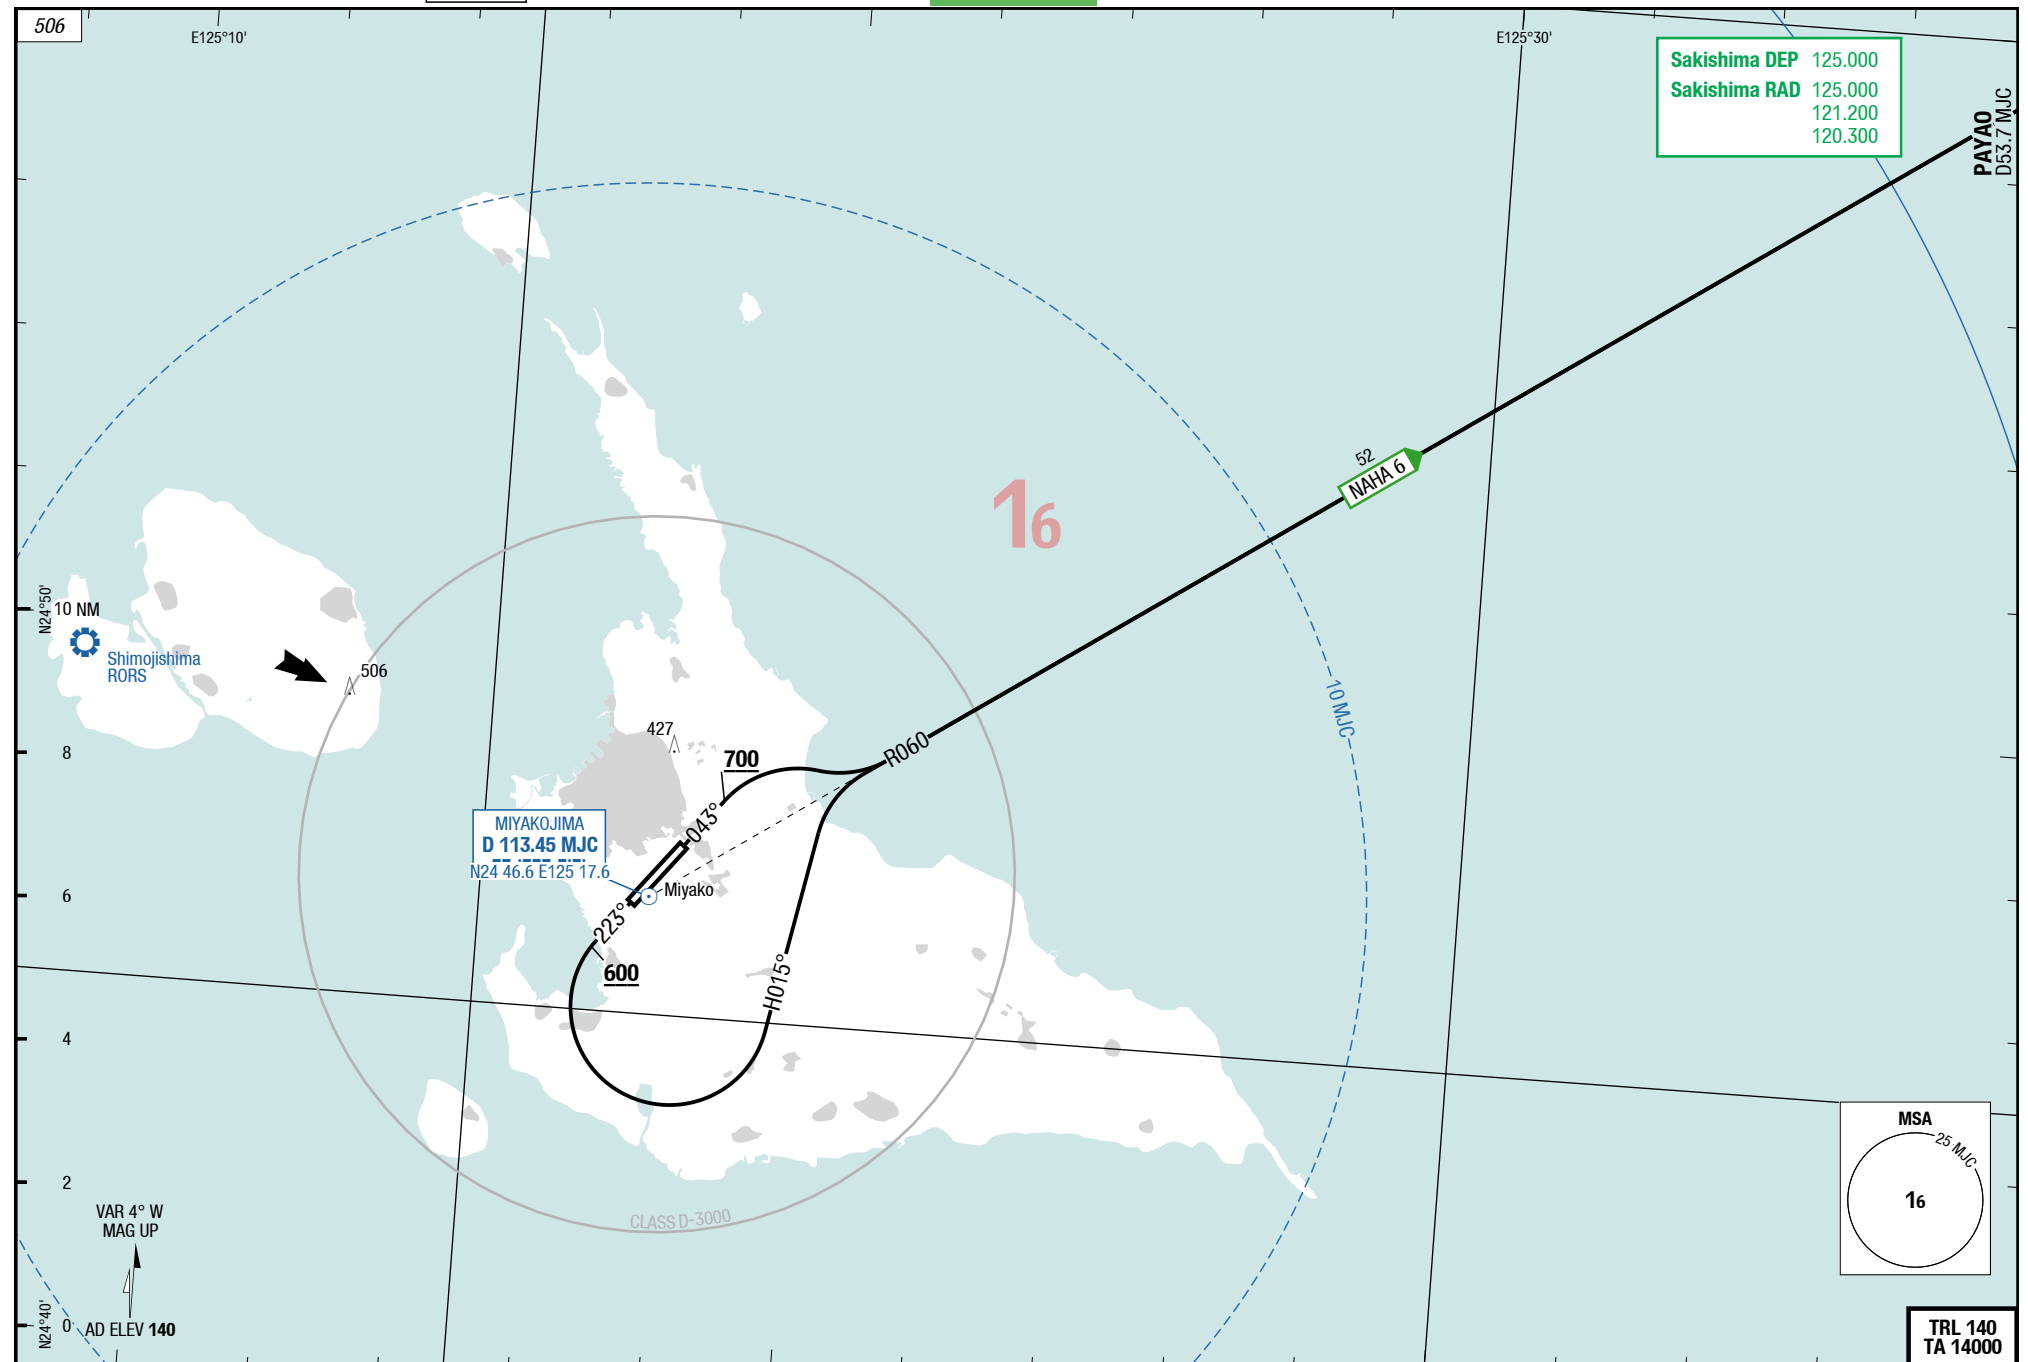 506
E125°10'
E125°30'
Sakishima DEP 125.000
Sakishima RAD 125.000
121.200
120.300
PAYAO
D53.7 MJC
52
NAHA 6
16
N24°50'
10 NM
Shimojishima
RORS
506
10 MJC
427
700
R060
8
043°
MIYAKOJIMA
D 113.45 MJC
N24 46.6 E125 17.6
Miyako
6
223°
600
H015°
4
MSA
25 MJC
16
2
CLASS D-3000
VAR 4° W
MAG UP
N24°40'
0
AD ELEV 140
TRL 140
TA 14000